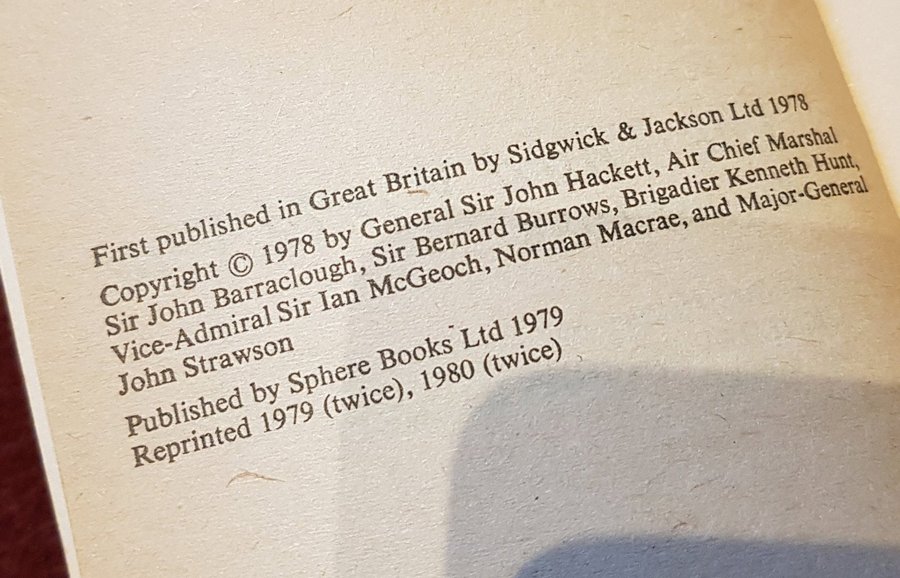 First published in Great Britain by Sidgwick & Jackson Ltd 1978
Copyright © 1978 by General Sir John Hackett, Air Chief Marshal
Sir John Barraclough, Sir Bernard Burrows, Brigadier Kenneth Hunt,
Vice-Admiral Sir Ian McGeoch, Norman Macrae, and Major-General
John Strawson
Published by Sphere Books Ltd 1979
Reprinted 1979 (twice), 1980 (twice)